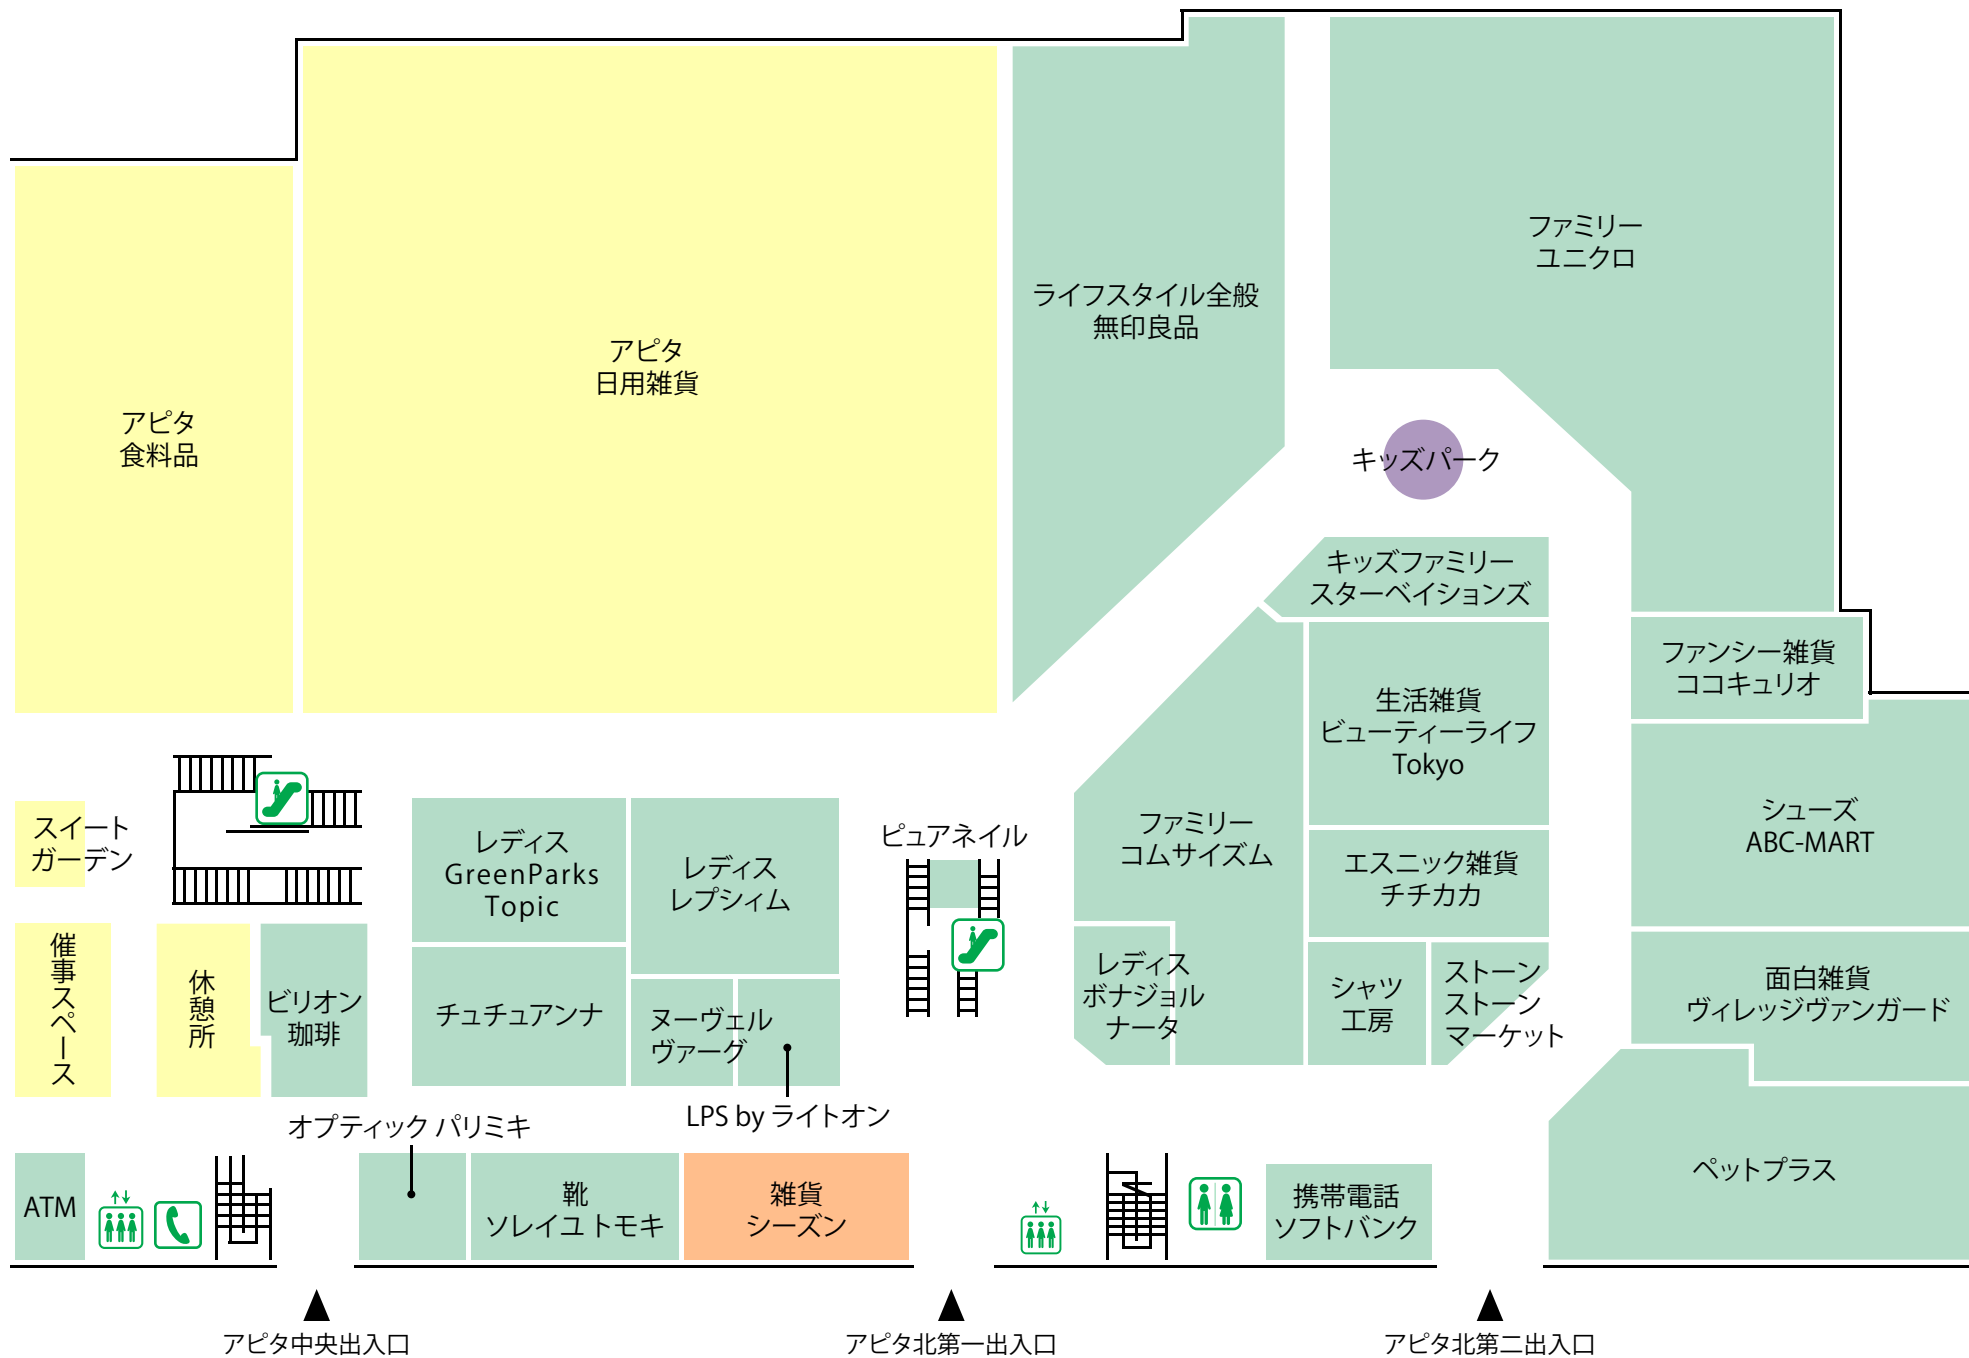 ファミリー
ユニクロ
ライフスタイル全般
無印良品
アピタ
日用雑貨
アピタ
食料品
キッズパーク
キッズファミリー
スターベイションズ
ファンシー雑貨
ココキュリオ
生活雑貨
ビューティーライフ
Tokyo
シューズ
ABC-MART
ファミリー
コムサイズム
エスニック雑貨
チチカカ
スイート
ガーデン
レディス
GreenParks
Topic
レディス
レプシィム
ピュアネイル
催事スペース
休憩所
ビリオン
珈琲
チュチュアンナ
ヌーヴェル
ヴァーグ
レディス
ボナジョル
ナータ
シャツ
工房
ストーン
ストーン
マーケット
面白雑貨
ヴィレッジヴァンガード
オプティック パリミキ
LPS by ライトオン
ペットプラス
ATM
靴
ソレイユ トモキ
雑貨
シーズン
携帯電話
ソフトバンク
アピタ中央出入口
アピタ北第一出入口
アピタ北第二出入口